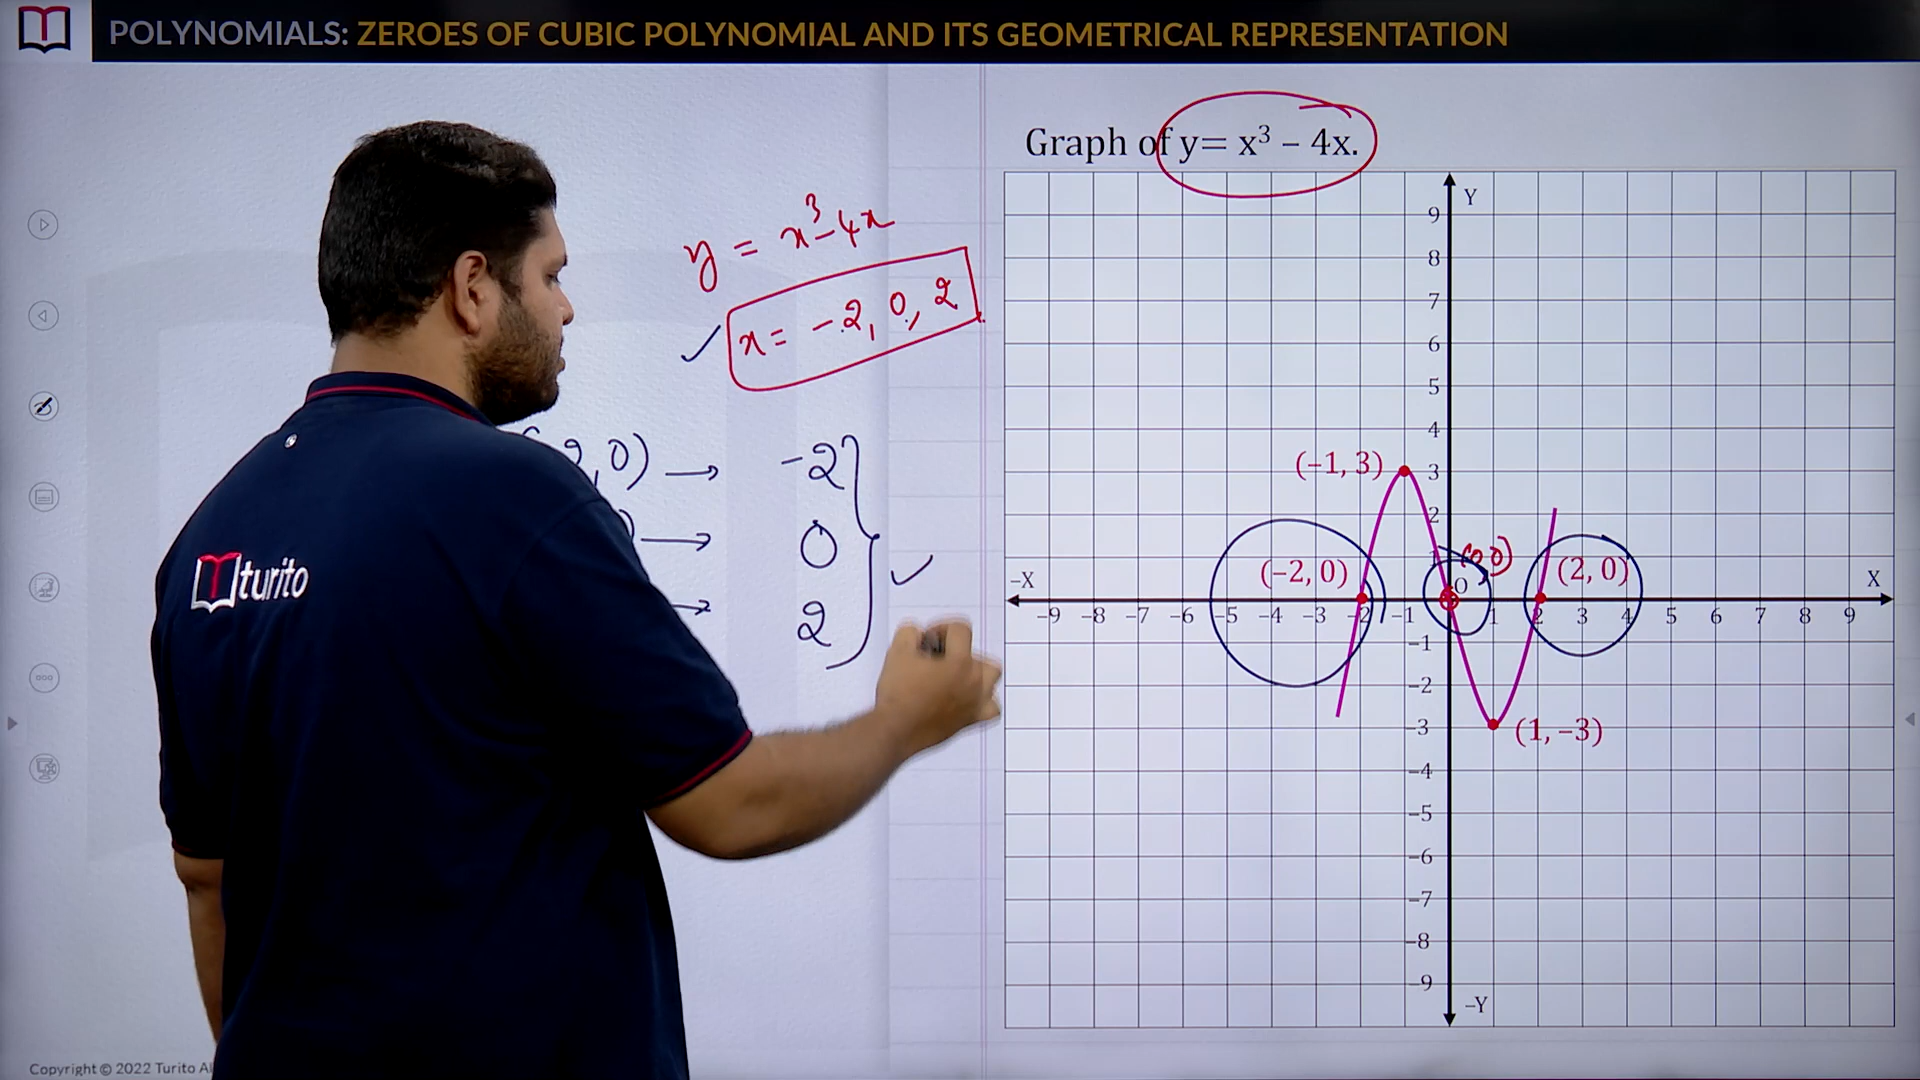 POLYNOMIALS: ZEROES OF CUBIC POLYNOMIAL AND ITS GEOMETRICAL REPRESENTATION
Graph of y= x³ – 4x.
y = x³-4x
x = -2, 0, 2
2,0) → -2
) → 0
→ 2
turito
Y
9
8
7
6
5
4
3
2
1
(–1, 3)
(0,0)
(–2, 0)
(2, 0)
O
–X
X
–9 –8 –7 –6 –5 –4 –3 –2 –1 1 2 3 4 5 6 7 8 9
–1
–2
–3
(1, –3)
–4
–5
–6
–7
–8
–9
–Y
Copyright © 2022 Turito